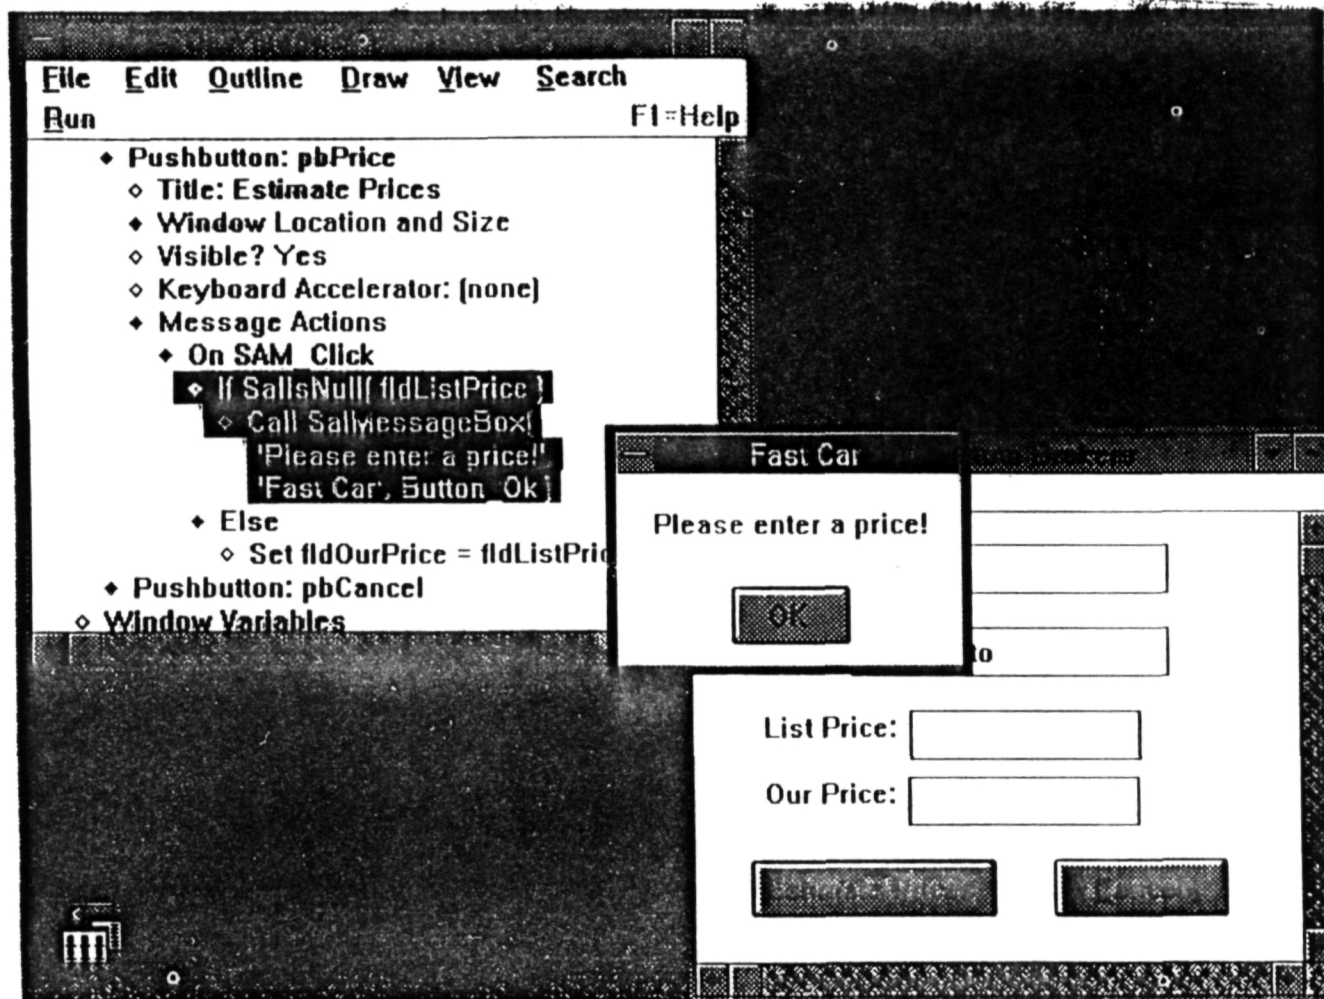 File Edit Outline Draw View Search
Run F1=Help
Pushbutton: pbPrice
Title: Estimate Prices
Window Location and Size
Visible? Yes
Keyboard Accelerator: (none)
Message Actions
On SAM_Click
If SalIsNull( fldListPrice )
Call SalMessageBox(
'Please enter a price!'
'Fast Car', Button_Ok )
Else
Set fldOurPrice = fldListPric
Pushbutton: pbCancel
Window Variables
Fast Car
Please enter a price!
OK
to
List Price:
Our Price: